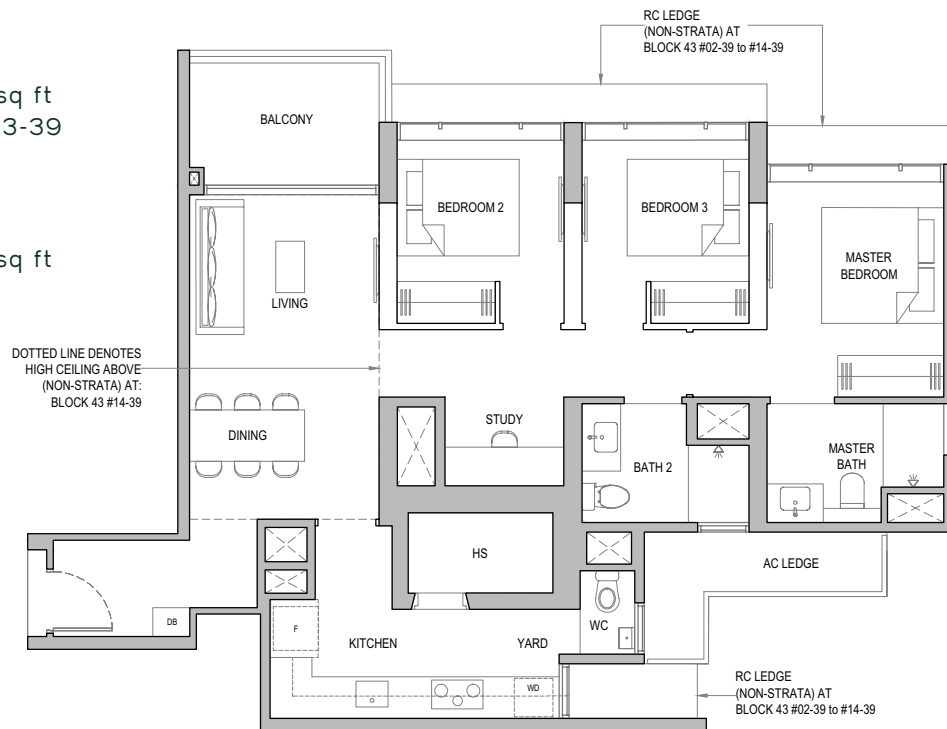 RC LEDGE
(NON-STRATA) AT
BLOCK 43 #02-39 to #14-39
sq ft
3-39
BALCONY
BEDROOM 2
BEDROOM 3
sq ft
MASTER
BEDROOM
LIVING
DOTTED LINE DENOTES
HIGH CEILING ABOVE
(NON-STRATA) AT:
BLOCK 43 #14-39
DINING
STUDY
BATH 2
MASTER
BATH
HS
AC LEDGE
DB
F
KITCHEN
YARD
WC
WD
RC LEDGE
(NON-STRATA) AT
BLOCK 43 #02-39 to #14-39